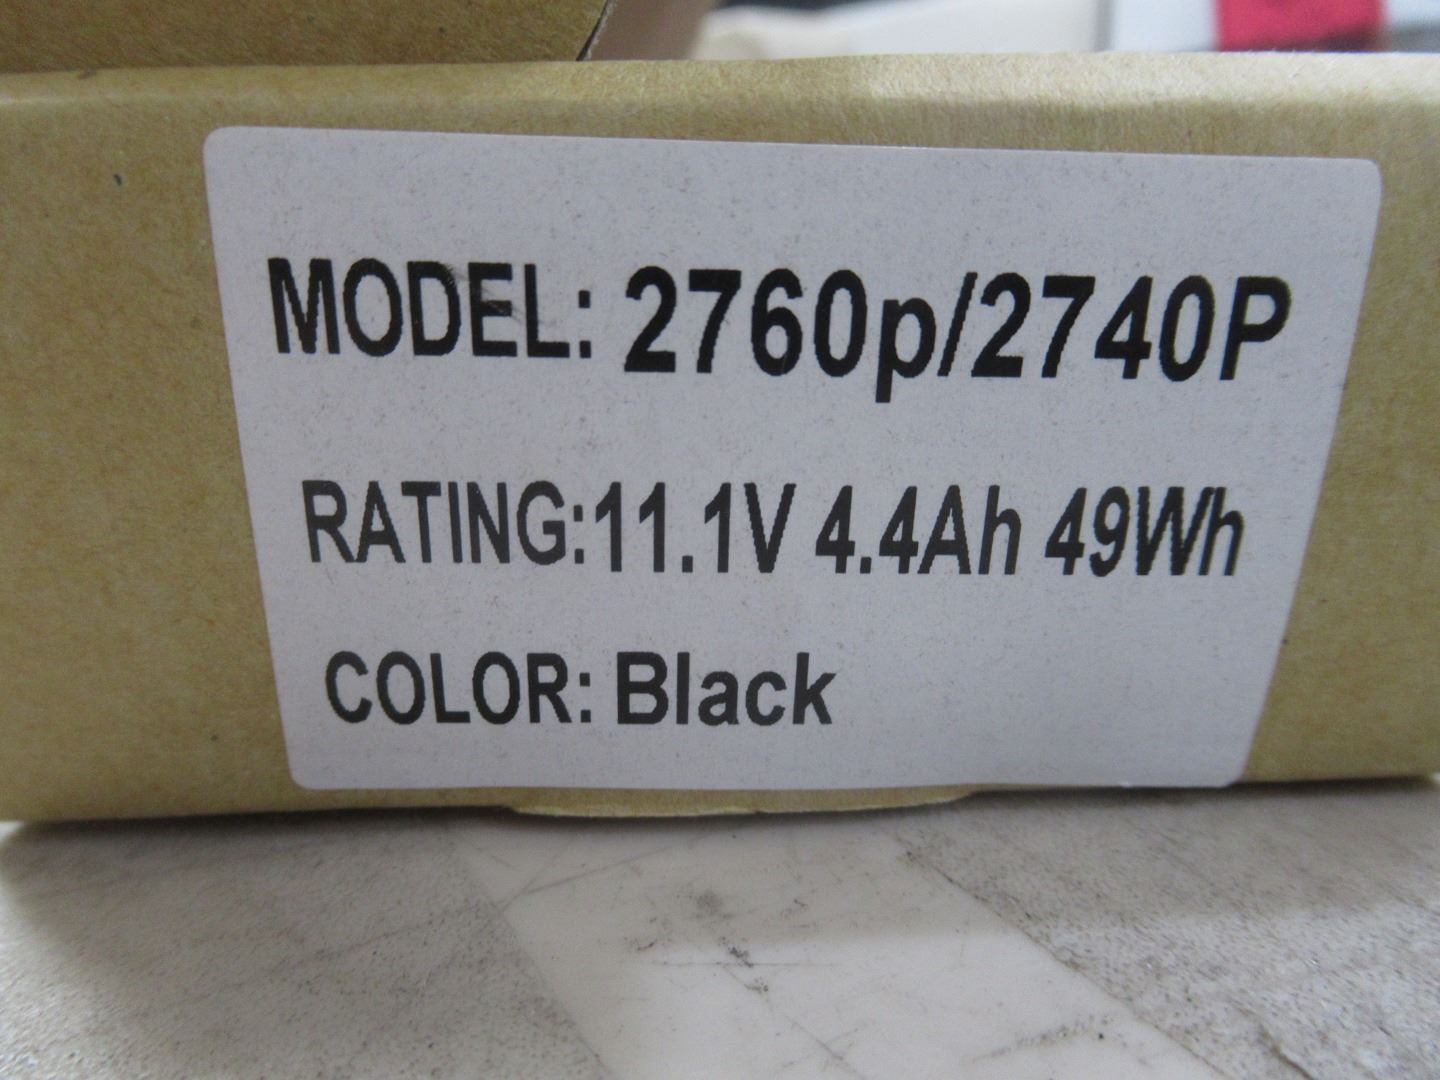 MODEL: 2760p/2740P
RATING:11.1V 4.4Ah 49Wh
COLOR: Black